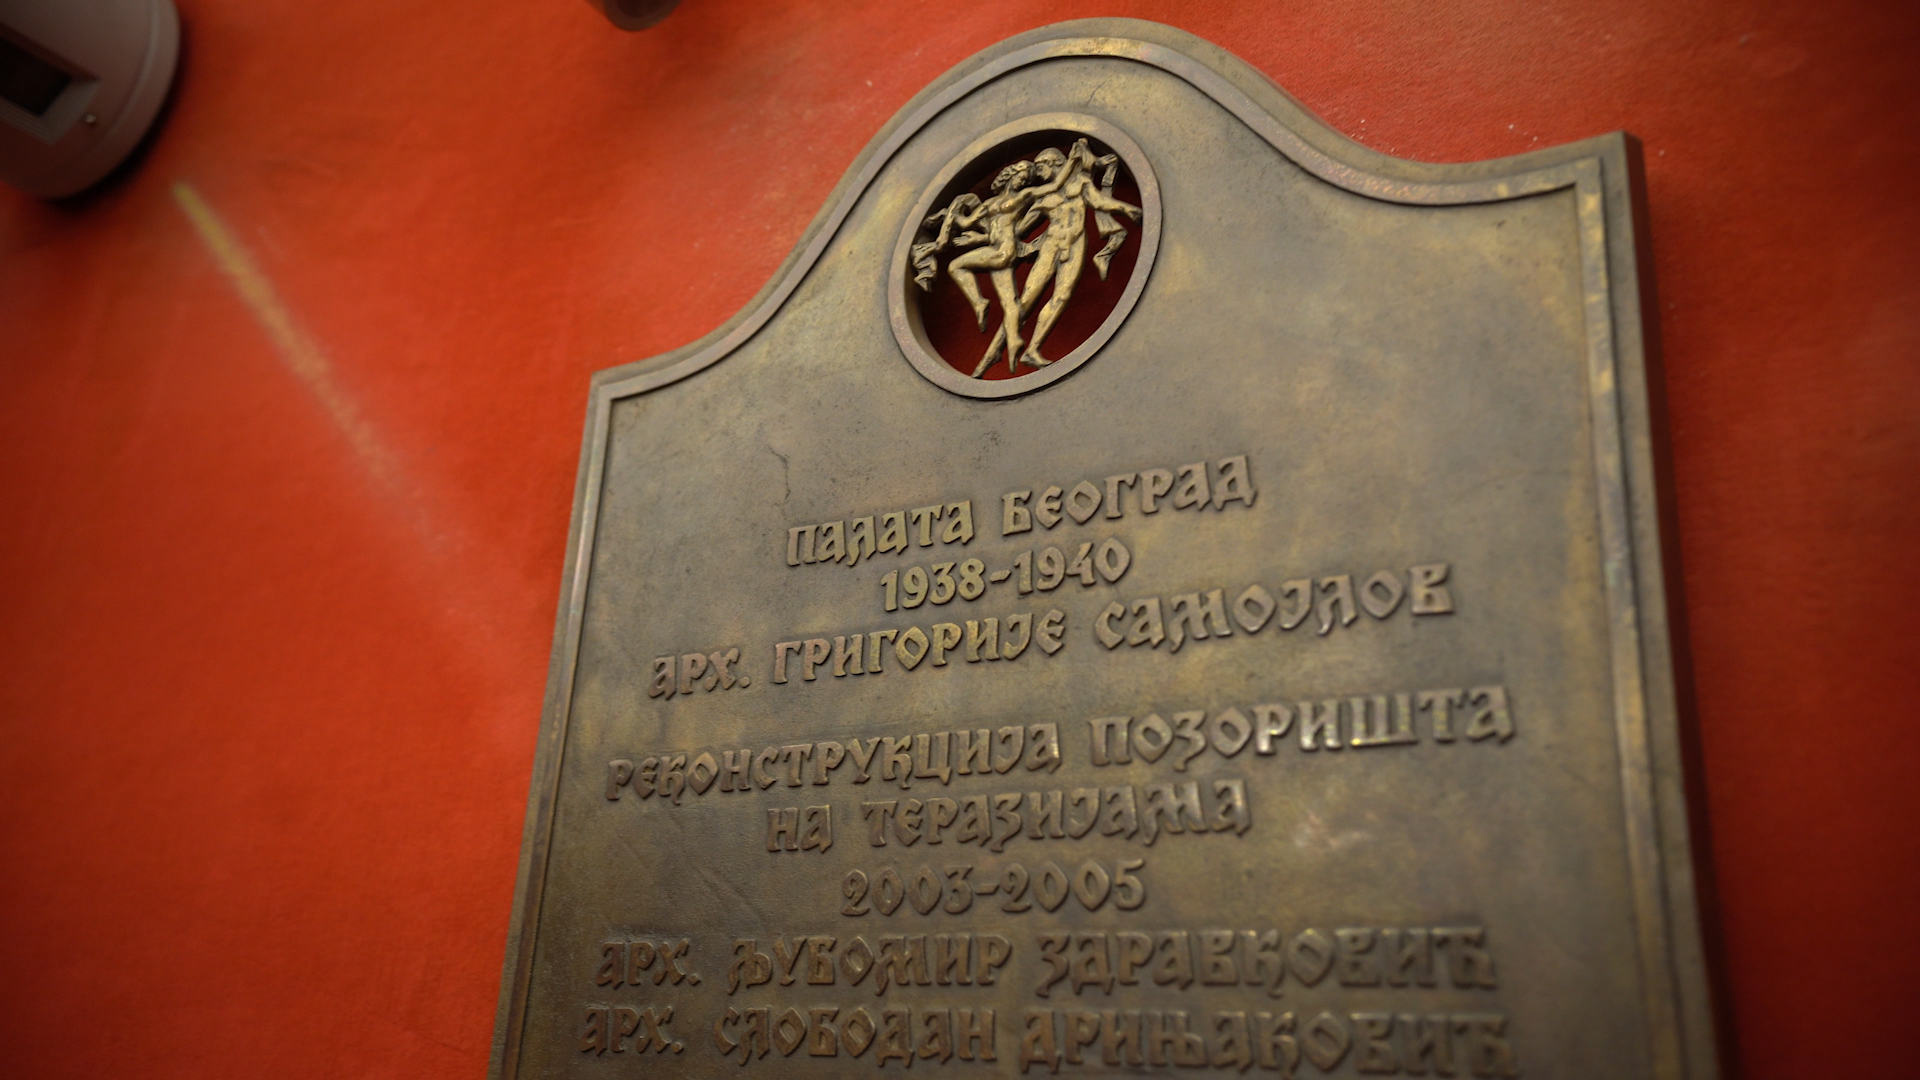 ПАЛАТА БЕОГРАД
1938-1940
АРХ. ГРИГОРИЈЕ САМОЈЛОВ
РЕКОНСТРУКЦИЈА ПОЗОРИШТА
НА ТЕРАЗИЈАМА
2003-2005
АРХ. ЉУБОМИР ЗДРАВКОВИЋ
АРХ. СЛОБОДАН ДРИЊАКОВИЋ